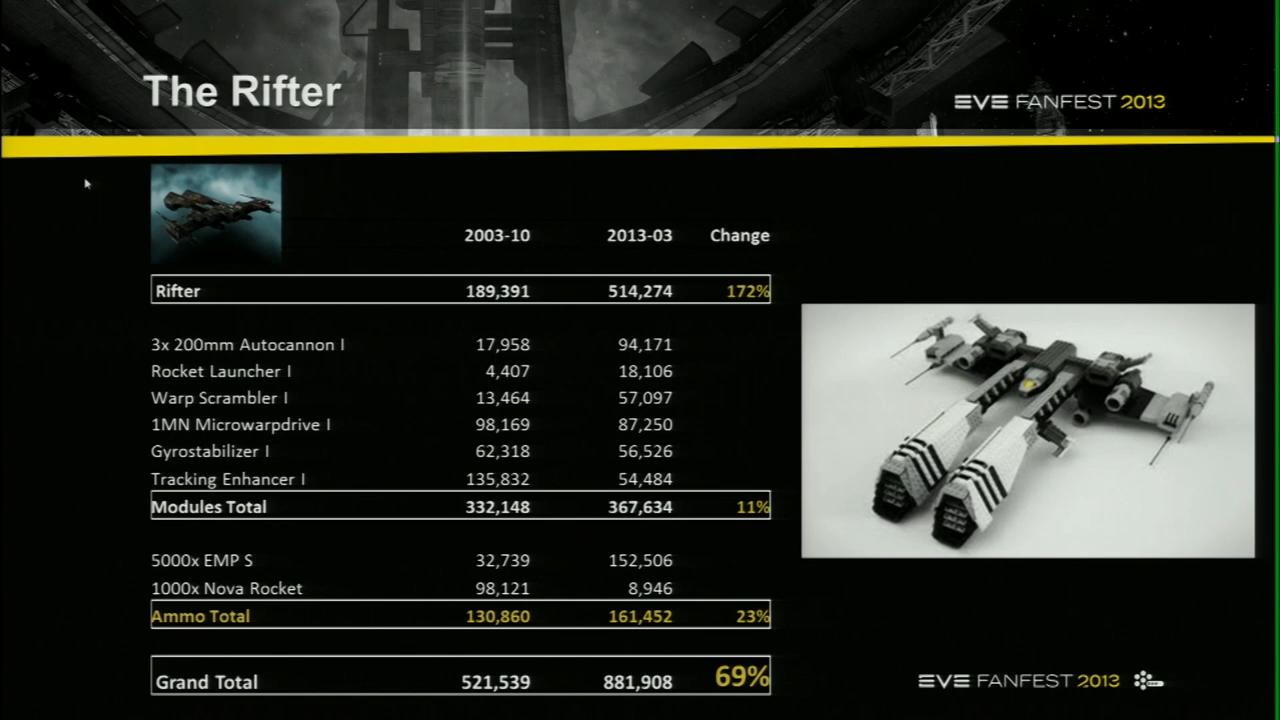 The Rifter
EVE FANFEST 2013
2003-10 2013-03 Change
Rifter 189,391 514,274 172%
3x 200mm Autocannon I 17,958 94,171
Rocket Launcher I 4,407 18,106
Warp Scrambler I 13,464 57,097
1MN Microwarpdrive I 98,169 87,250
Gyrostabilizer I 62,318 56,526
Tracking Enhancer I 135,832 54,484
Modules Total 332,148 367,634 11%
5000x EMP S 32,739 152,506
1000x Nova Rocket 98,121 8,946
Ammo Total 130,860 161,452 23%
Grand Total 521,539 881,908 69%
EVE FANFEST 2013